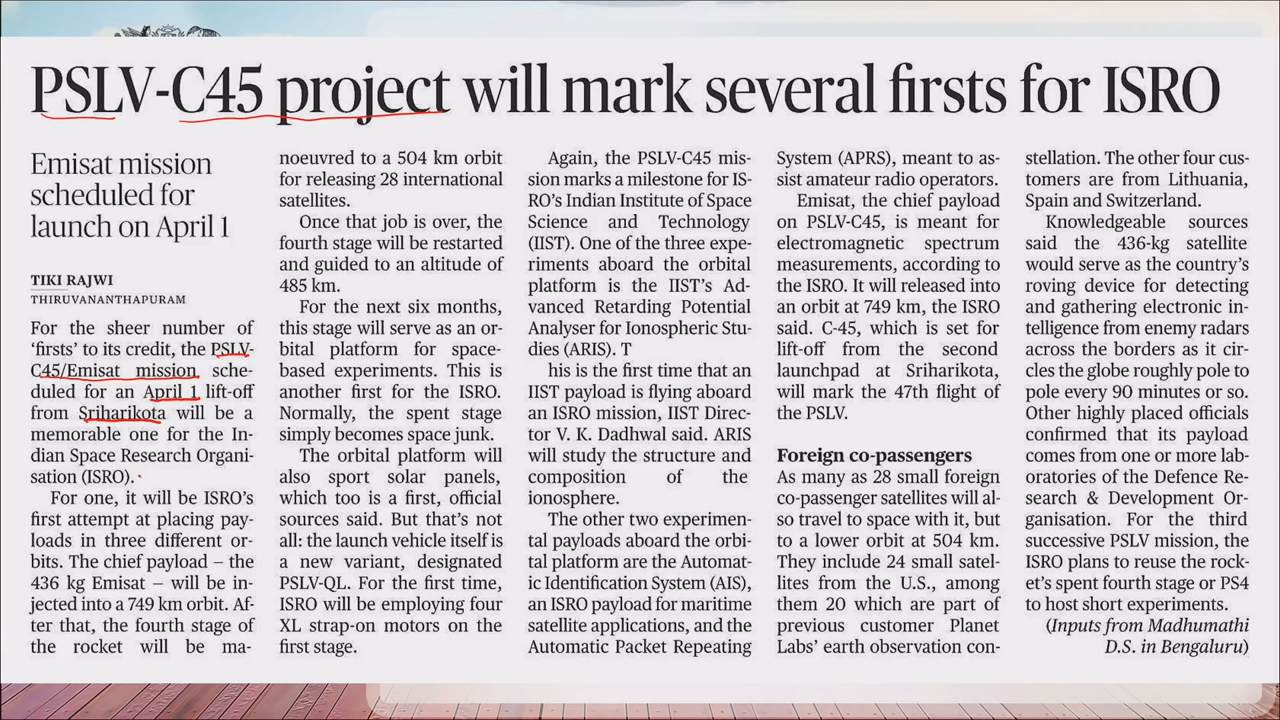 PSLV-C45 project will mark several firsts for ISRO
Emisat mission
scheduled for
launch on April 1
TIKI RAJWI
THIRUVANANTHAPURAM
For the sheer number of
‘firsts’ to its credit, the PSLV-
C45/Emisat mission sche-
duled for an April 1 lift-off
from Sriharikota will be a
memorable one for the In-
dian Space Research Organi-
sation (ISRO).
For one, it will be ISRO’s
first attempt at placing pay-
loads in three different or-
bits. The chief payload – the
436 kg Emisat – will be in-
jected into a 749 km orbit. Af-
ter that, the fourth stage of
the rocket will be ma-
noeuvred to a 504 km orbit
for releasing 28 international
satellites.
Once that job is over, the
fourth stage will be restarted
and guided to an altitude of
485 km.
For the next six months,
this stage will serve as an or-
bital platform for space-
based experiments. This is
another first for the ISRO.
Normally, the spent stage
simply becomes space junk.
The orbital platform will
also sport solar panels,
which too is a first, official
sources said. But that’s not
all: the launch vehicle itself is
a new variant, designated
PSLV-QL. For the first time,
ISRO will be employing four
XL strap-on motors on the
first stage.
Again, the PSLV-C45 mis-
sion marks a milestone for IS-
RO’s Indian Institute of Space
Science and Technology
(IIST). One of the three expe-
riments aboard the orbital
platform is the IIST’s Ad-
vanced Retarding Potential
Analyser for Ionospheric Stu-
dies (ARIS). T
his is the first time that an
IIST payload is flying aboard
an ISRO mission, IIST Direc-
tor V. K. Dadhwal said. ARIS
will study the structure and
composition of the
ionosphere.
The other two experimen-
tal payloads aboard the orbi-
tal platform are the Automat-
ic Identification System (AIS),
an ISRO payload for maritime
satellite applications, and the
Automatic Packet Repeating
System (APRS), meant to as-
sist amateur radio operators.
Emisat, the chief payload
on PSLV-C45, is meant for
electromagnetic spectrum
measurements, according to
the ISRO. It will released into
an orbit at 749 km, the ISRO
said. C-45, which is set for
lift-off from the second
launchpad at Sriharikota,
will mark the 47th flight of
the PSLV.
Foreign co-passengers
As many as 28 small foreign
co-passenger satellites will al-
so travel to space with it, but
to a lower orbit at 504 km.
They include 24 small satel-
lites from the U.S., among
them 20 which are part of
previous customer Planet
Labs’ earth observation con-
stellation. The other four cus-
tomers are from Lithuania,
Spain and Switzerland.
Knowledgeable sources
said the 436-kg satellite
would serve as the country’s
roving device for detecting
and gathering electronic in-
telligence from enemy radars
across the borders as it cir-
cles the globe roughly pole to
pole every 90 minutes or so.
Other highly placed officials
confirmed that its payload
comes from one or more lab-
oratories of the Defence Re-
search & Development Or-
ganisation. For the third
successive PSLV mission, the
ISRO plans to reuse the rock-
et’s spent fourth stage or PS4
to host short experiments.
(Inputs from Madhumathi
D.S. in Bengaluru)